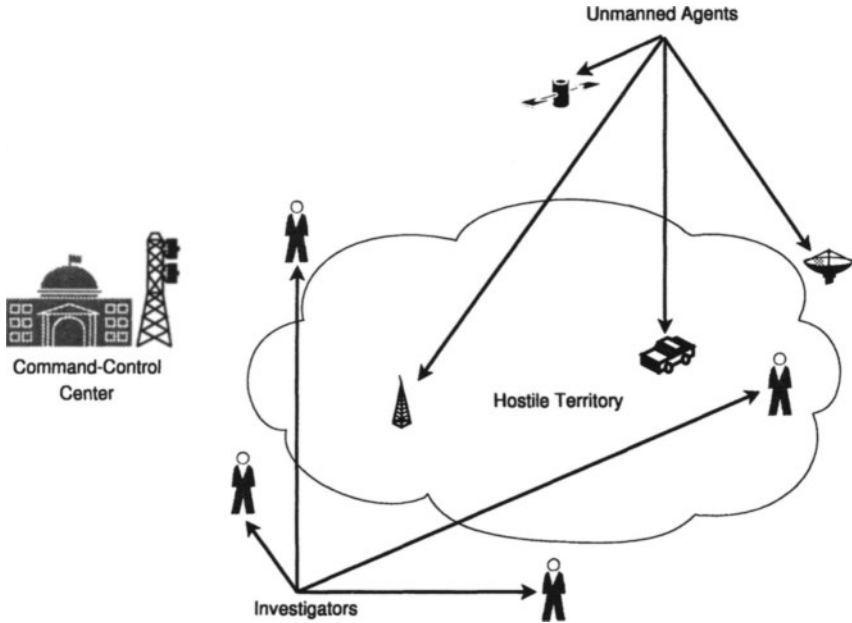 Unmanned Agents
Command-Control
Center
Hostile Territory
Investigators